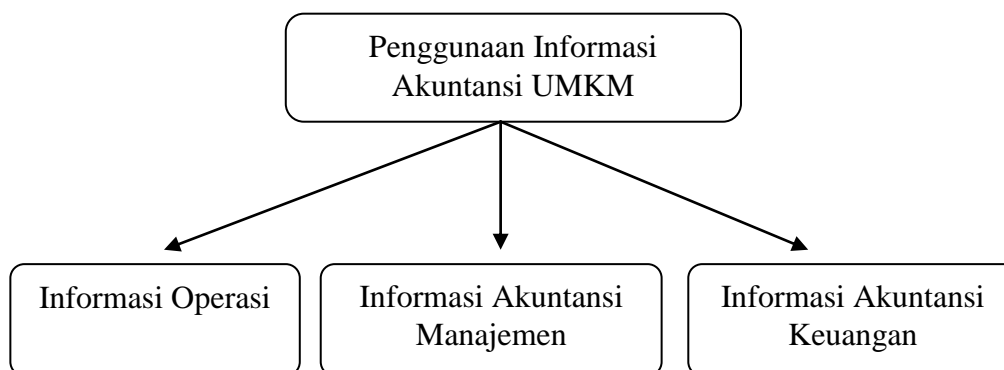 Penggunaan Informasi
Akuntansi UMKM
Informasi Operasi
Informasi Akuntansi
Manajemen
Informasi Akuntansi
Keuangan